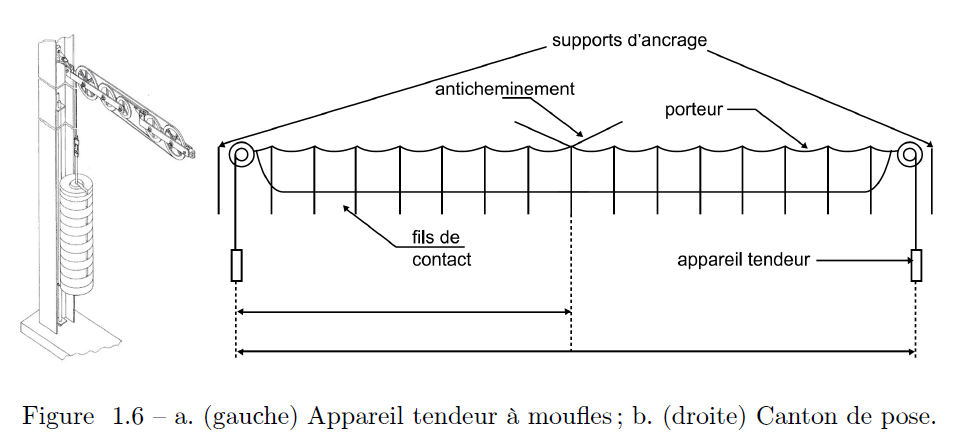 supports d'ancrage
anticheminement
porteur
fils de
contact
appareil tendeur
Figure 1.6 – a. (gauche) Appareil tendeur à moufles ; b. (droite) Canton de pose.